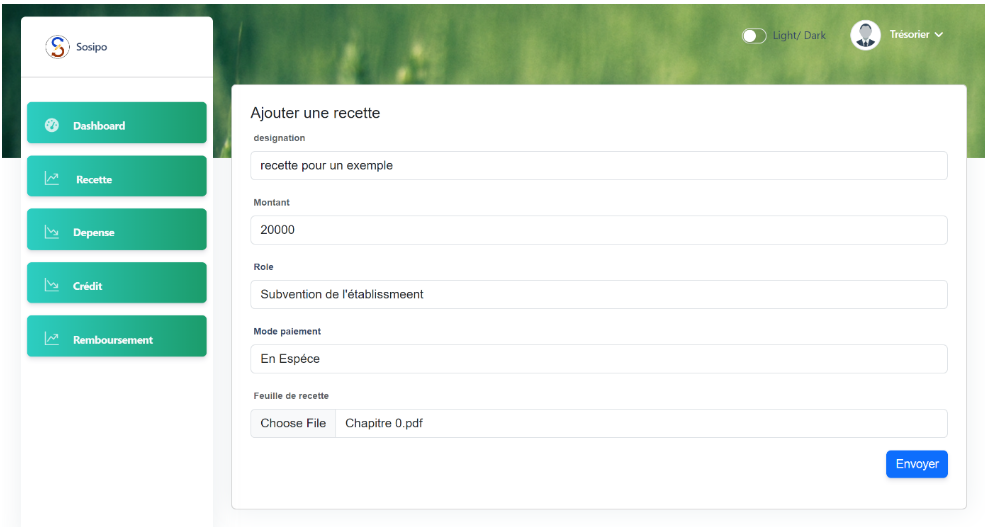 Sosipo
Light/ Dark
Trésorier
Dashboard
Recette
Depense
Crédit
Remboursement
Ajouter une recette
designation
recette pour un exemple
Montant
20000
Role
Subvention de l'établissmeent
Mode paiement
En Espéce
Feuille de recette
Choose File Chapitre 0.pdf
Envoyer